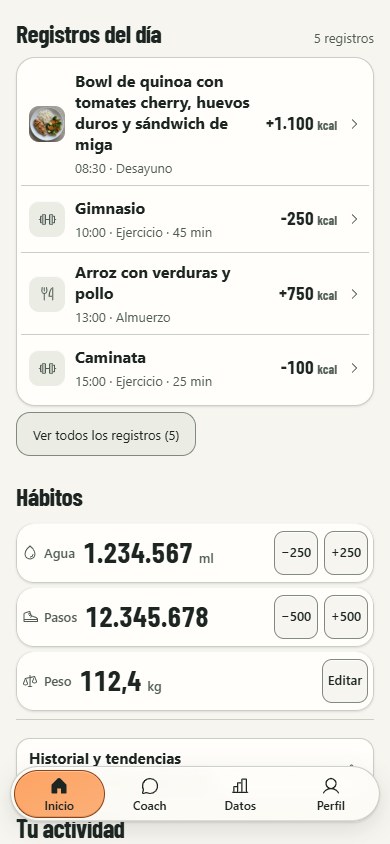 Registros del día
5 registros
Bowl de quinoa con
tomates cherry, huevos
duros y sándwich de
miga
+1.100 kcal
08:30 · Desayuno
Gimnasio
-250 kcal
10:00 · Ejercicio · 45 min
Arroz con verduras y
pollo
+750 kcal
13:00 · Almuerzo
Caminata
-100 kcal
15:00 · Ejercicio · 25 min
Ver todos los registros (5)
Hábitos
Agua 1.234.567 ml
−250
+250
Pasos 12.345.678
−500
+500
Peso 112,4 kg
Editar
Historial y tendencias
Inicio
Coach
Datos
Perfil
Tu actividad